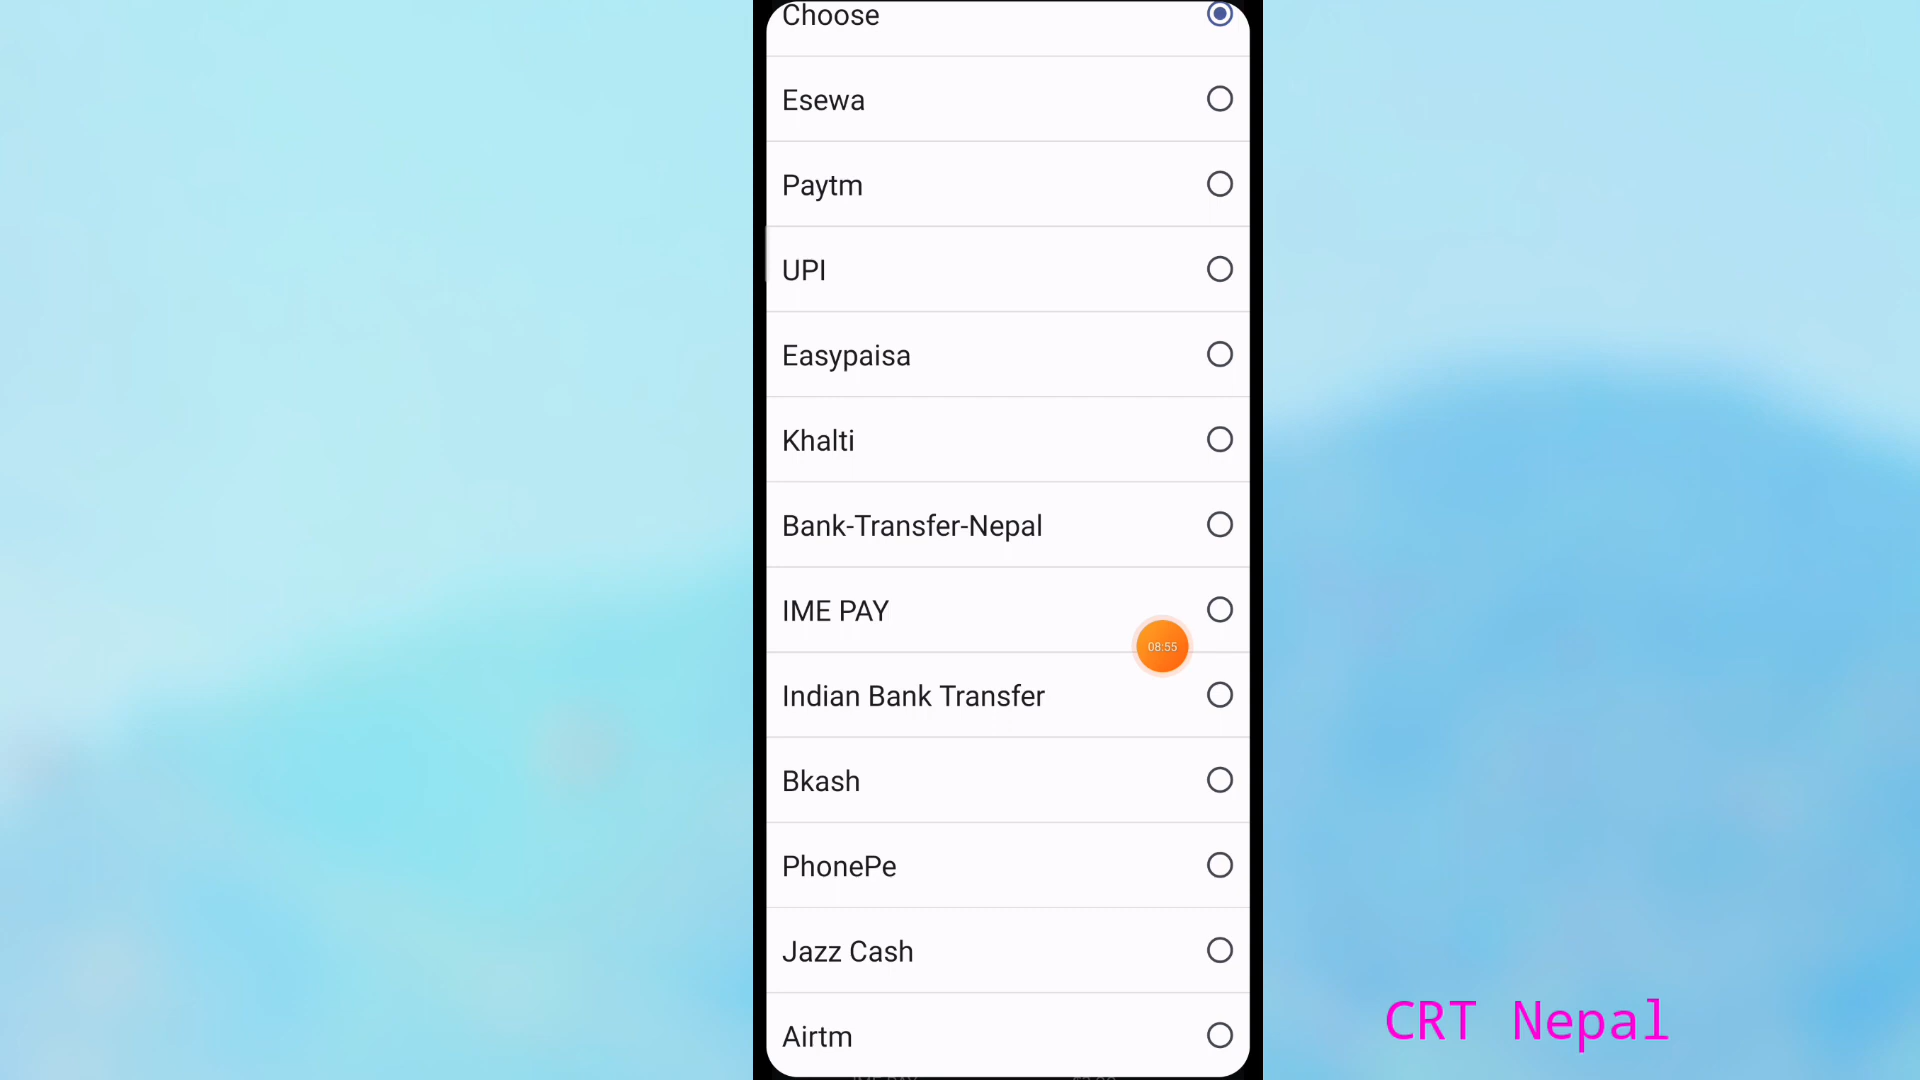 Choose
Esewa
Paytm
UPI
Easypaisa
Khalti
Bank-Transfer-Nepal
IME PAY
08:55
Indian Bank Transfer
Bkash
PhonePe
Jazz Cash
Airtm
CRT Nepal